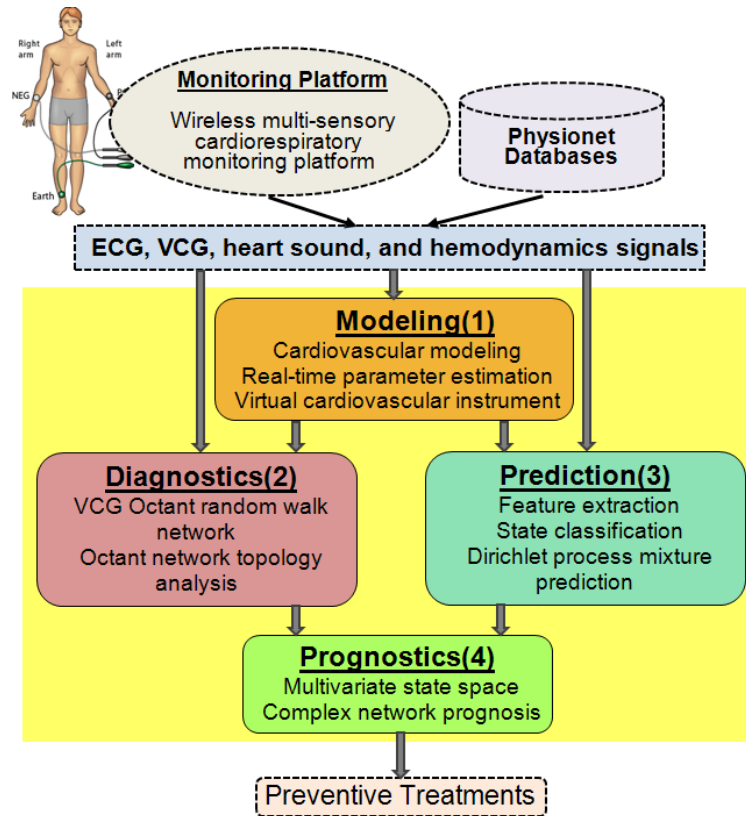 Right arm
Left arm
NEG
P
Earth
Monitoring Platform
Wireless multi-sensory
cardiorespiratory
monitoring platform
Physionet
Databases
ECG, VCG, heart sound, and hemodynamics signals
Modeling(1)
Cardiovascular modeling
Real-time parameter estimation
Virtual cardiovascular instrument
Diagnostics(2)
VCG Octant random walk
network
Octant network topology
analysis
Prediction(3)
Feature extraction
State classification
Dirichlet process mixture
prediction
Prognostics(4)
Multivariate state space
Complex network prognosis
Preventive Treatments